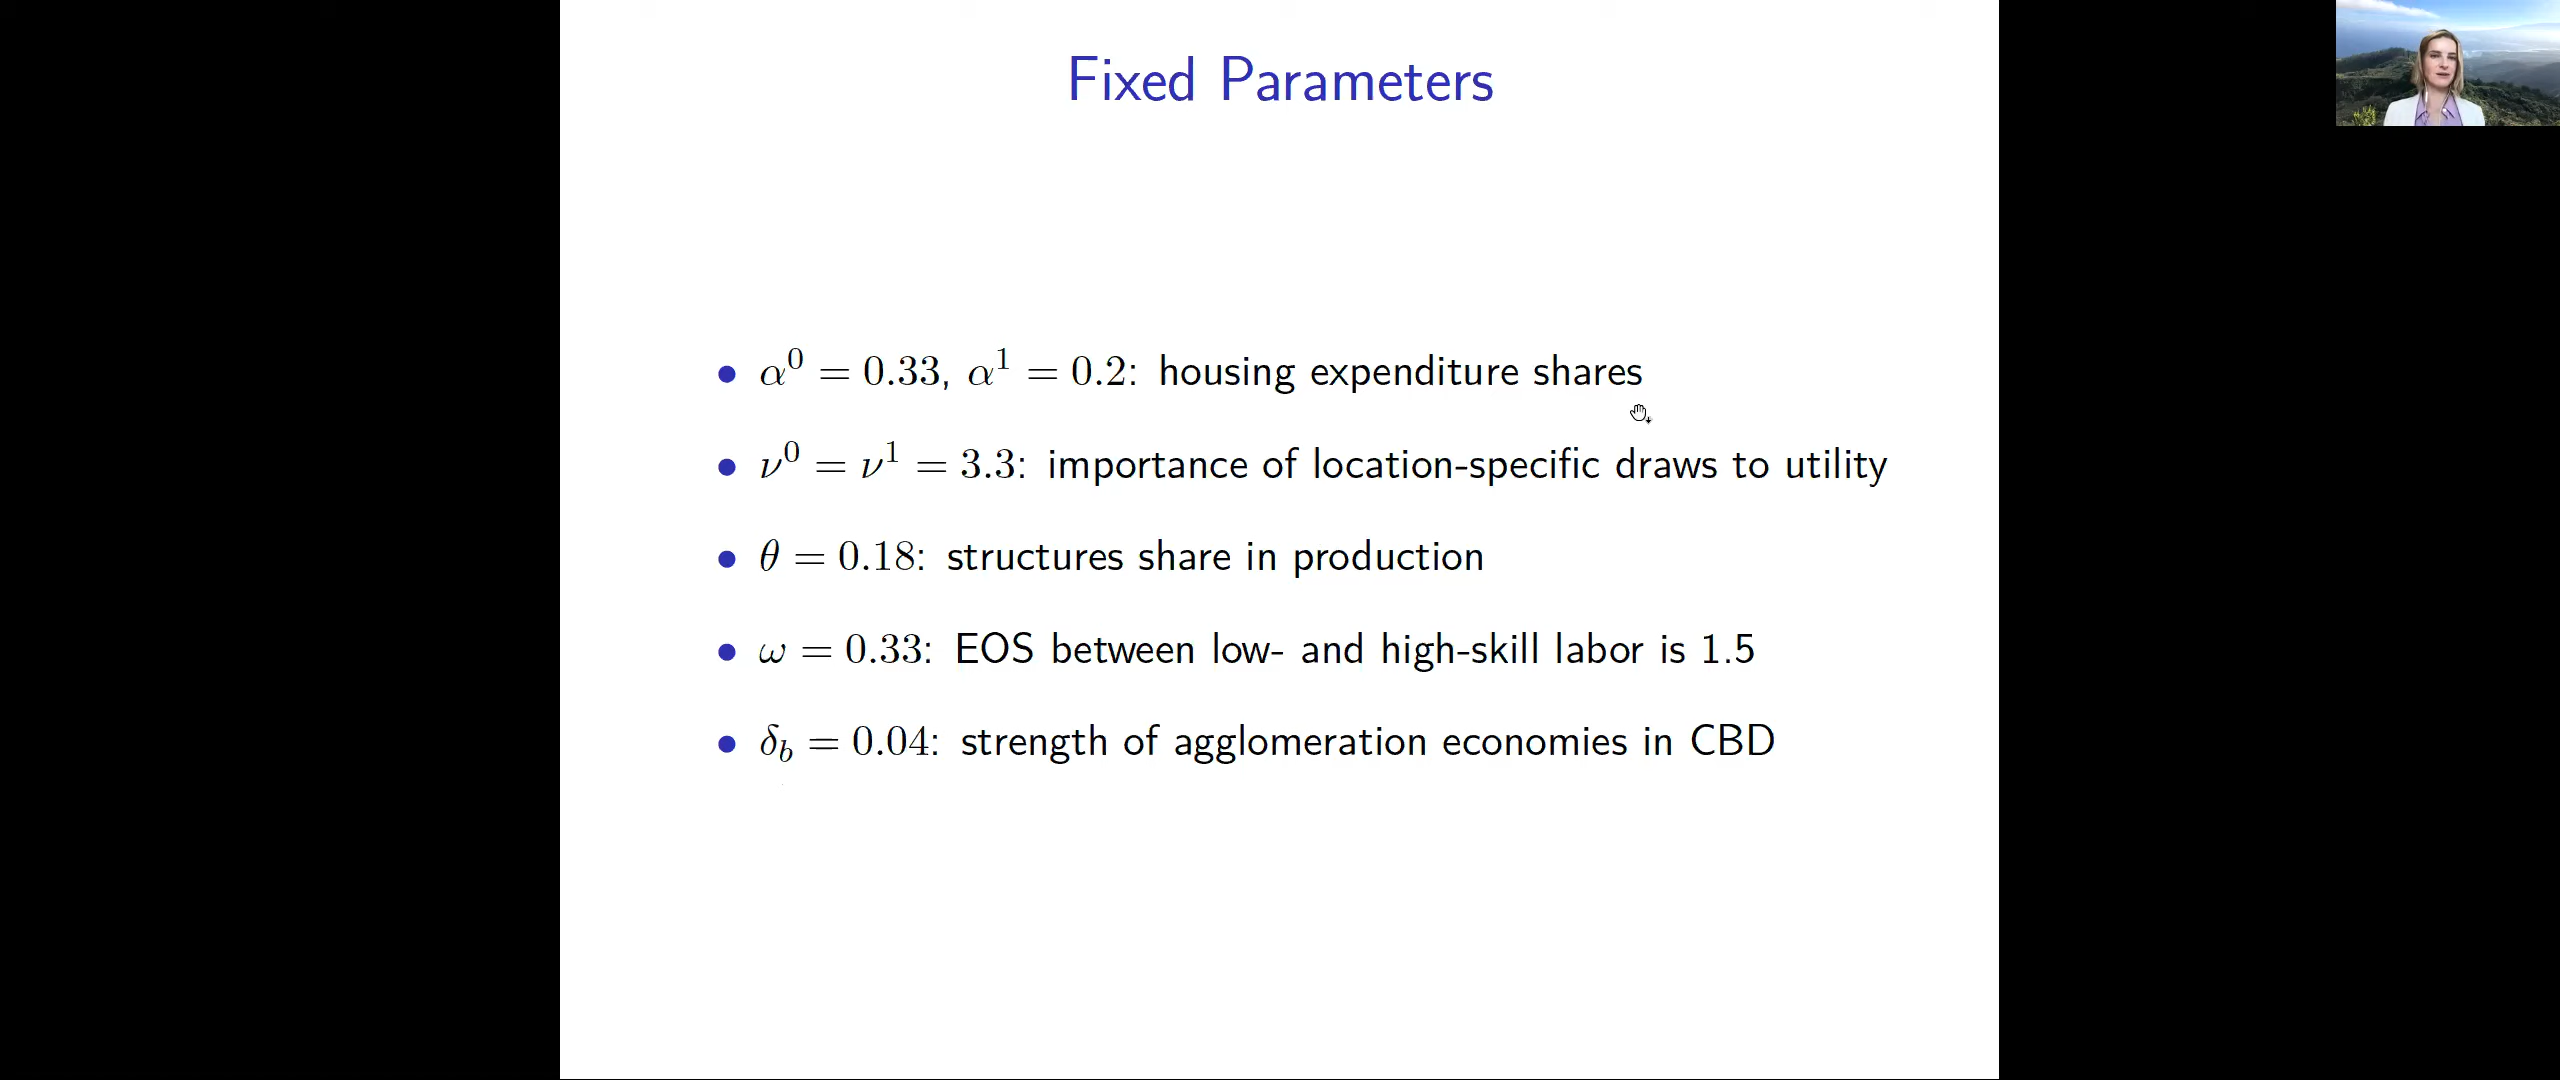 Fixed Parameters
• α⁰ = 0.33, α¹ = 0.2: housing expenditure shares
• ν⁰ = ν¹ = 3.3: importance of location-specific draws to utility
• θ = 0.18: structures share in production
• ω = 0.33: EOS between low- and high-skill labor is 1.5
• δ_b = 0.04: strength of agglomeration economies in CBD